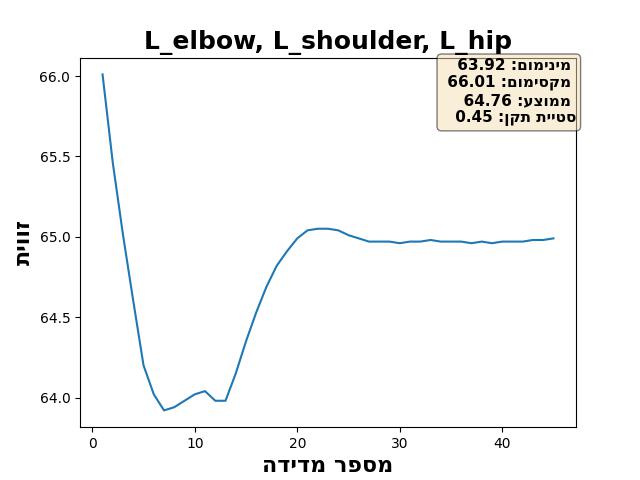 L_elbow, L_shoulder, L_hip
מינימום: 63.92
מקסימום: 66.01
ממוצע: 64.76
סטיית תקן: 0.45
66.0
65.5
65.0
64.5
64.0
זווית
0 10 20 30 40
מספר מדידה